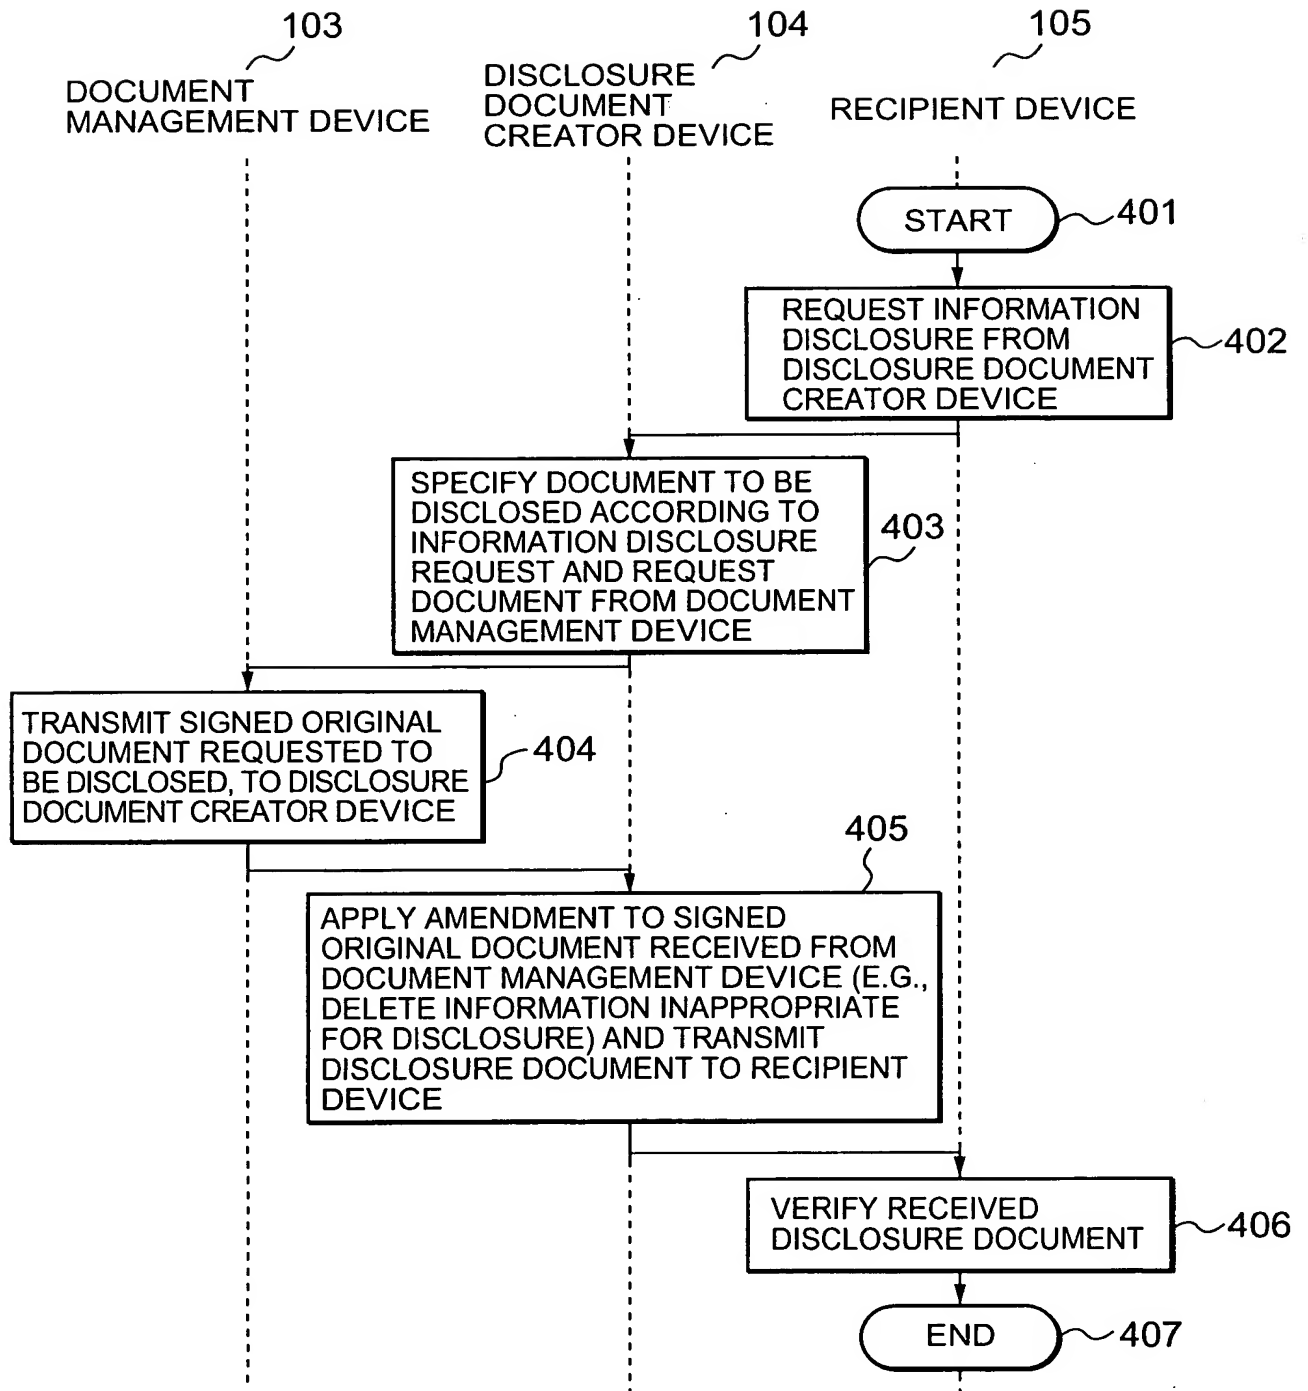 103
104
105
DOCUMENT
MANAGEMENT DEVICE
DISCLOSURE
DOCUMENT
CREATOR DEVICE
RECIPIENT DEVICE
START
401
REQUEST INFORMATION
DISCLOSURE FROM
DISCLOSURE DOCUMENT
CREATOR DEVICE
402
SPECIFY DOCUMENT TO BE
DISCLOSED ACCORDING TO
INFORMATION DISCLOSURE
REQUEST AND REQUEST
DOCUMENT FROM DOCUMENT
MANAGEMENT DEVICE
403
TRANSMIT SIGNED ORIGINAL
DOCUMENT REQUESTED TO
BE DISCLOSED, TO DISCLOSURE
DOCUMENT CREATOR DEVICE
404
405
APPLY AMENDMENT TO SIGNED
ORIGINAL DOCUMENT RECEIVED FROM
DOCUMENT MANAGEMENT DEVICE (E.G.,
DELETE INFORMATION INAPPROPRIATE
FOR DISCLOSURE) AND TRANSMIT
DISCLOSURE DOCUMENT TO RECIPIENT
DEVICE
VERIFY RECEIVED
DISCLOSURE DOCUMENT
406
END
407